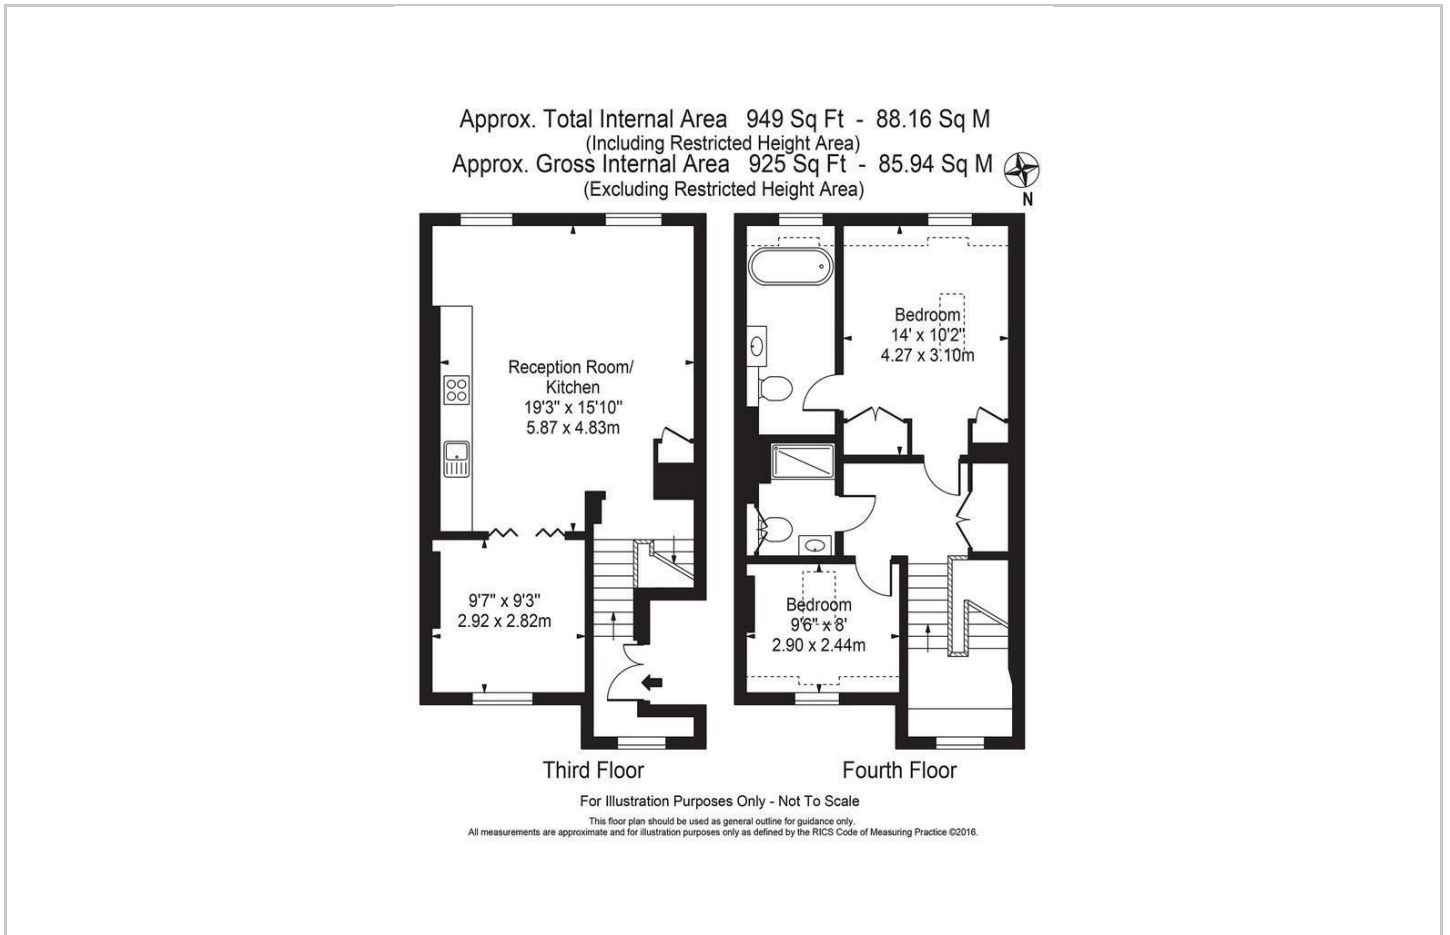 Approx. Total Internal Area 949 Sq Ft - 88.16 Sq M
(Including Restricted Height Area)
Approx. Gross Internal Area 925 Sq Ft - 85.94 Sq M
(Excluding Restricted Height Area)
N
Reception Room/
Kitchen
19'3" x 15'10"
5.87 x 4.83m
9'7" x 9'3"
2.92 x 2.82m
Bedroom
14' x 10'2"
4.27 x 3.10m
Bedroom
9'6" x 8'
2.90 x 2.44m
Third Floor
Fourth Floor
For Illustration Purposes Only - Not To Scale
This floor plan should be used as general outline for guidance only.
All measurements are approximate and for illustration purposes only as defined by the RICS Code of Measuring Practice ©2016.